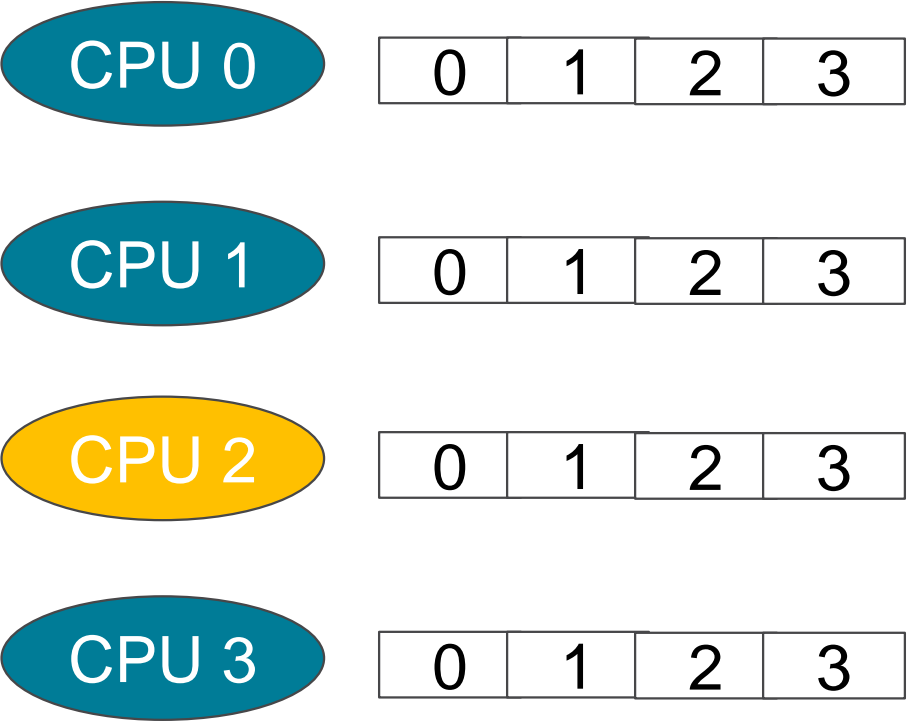 CPU 0 0 1 2 3
CPU 1 0 1 2 3
CPU 2 0 1 2 3
CPU 3 0 1 2 3